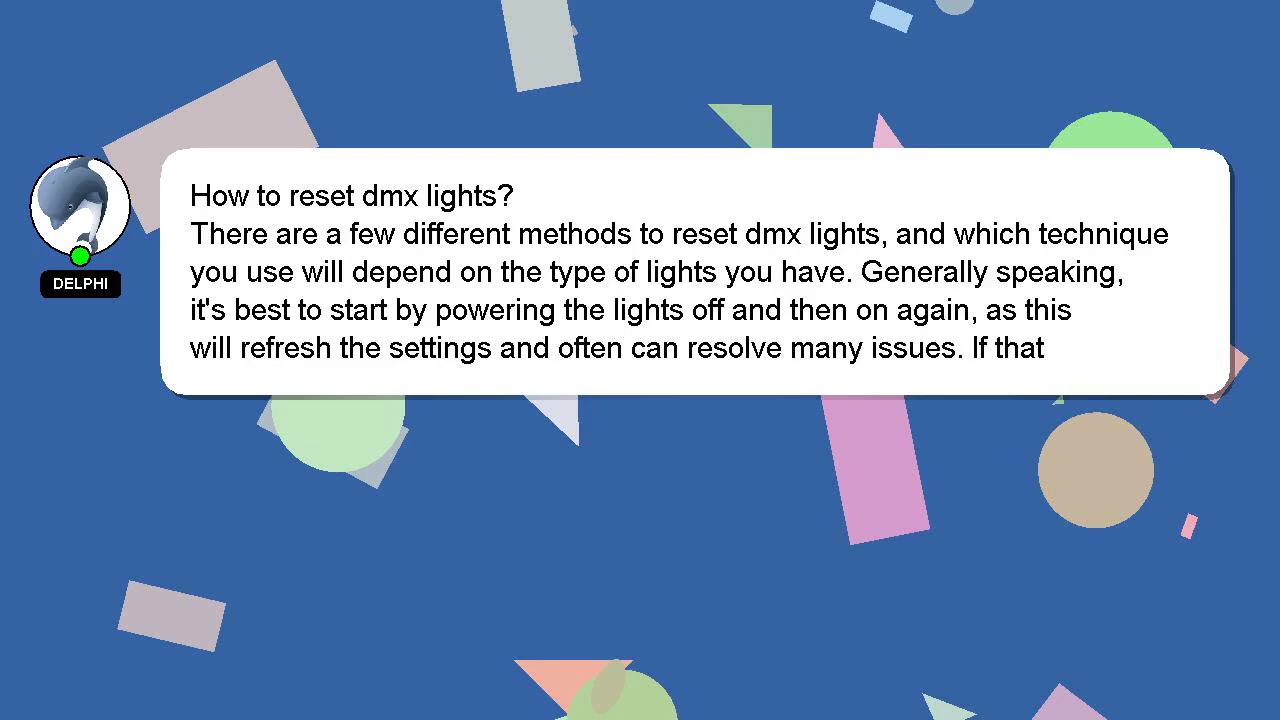 How to reset dmx lights?
There are a few different methods to reset dmx lights, and which technique
you use will depend on the type of lights you have. Generally speaking,
it's best to start by powering the lights off and then on again, as this
will refresh the settings and often can resolve many issues. If that
DELPHI